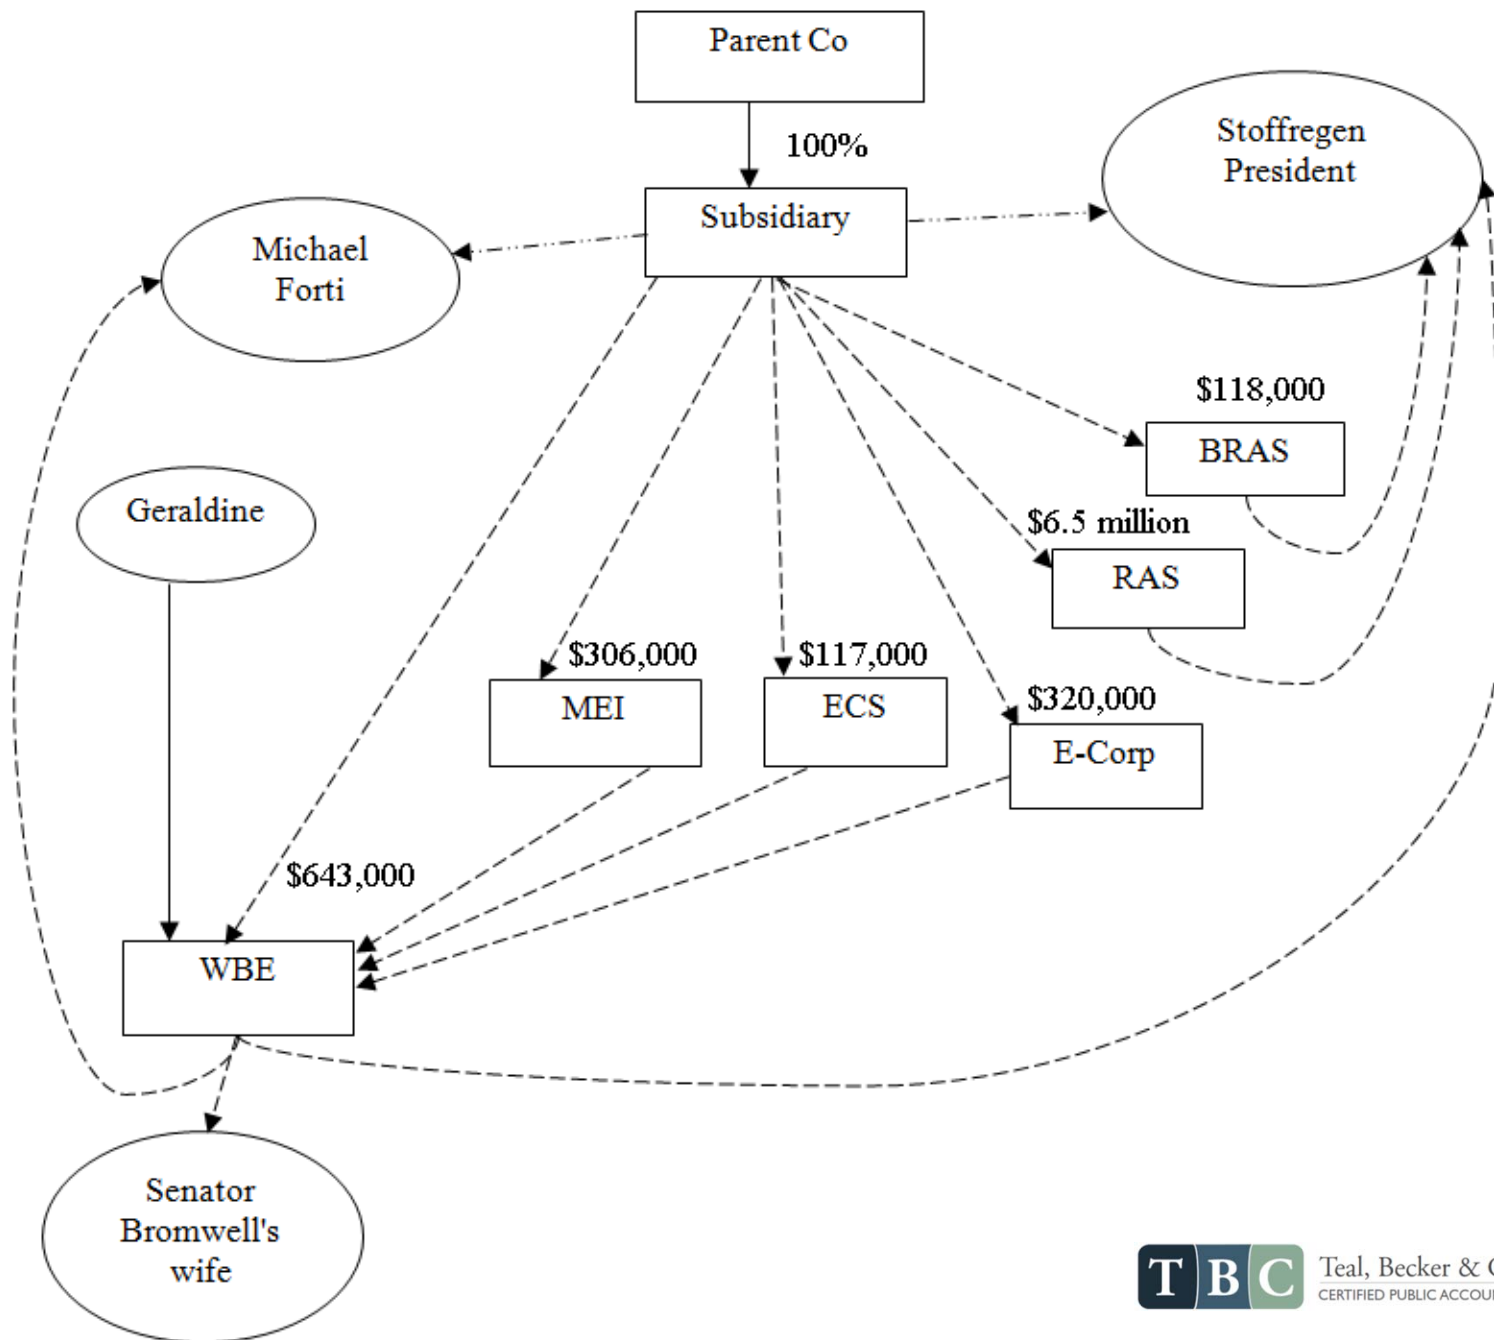 Parent Co
100%
Stoffregen
President
Subsidiary
Michael
Forti
$118,000
BRAS
Geraldine
$6.5 million
RAS
$306,000
MEI
$117,000
ECS
$320,000
E-Corp
$643,000
WBE
Senator
Bromwell's
wife
TBC
Teal, Becker &
CERTIFIED PUBLIC